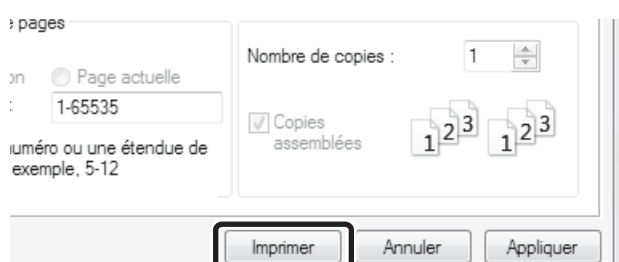 e pages
on Page actuelle
: 1-65535
numéro ou une étendue de
exemple, 5-12
Nombre de copies : 1
Copies
assemblées
1 2 3 1 2 3
Imprimer Annuler Appliquer